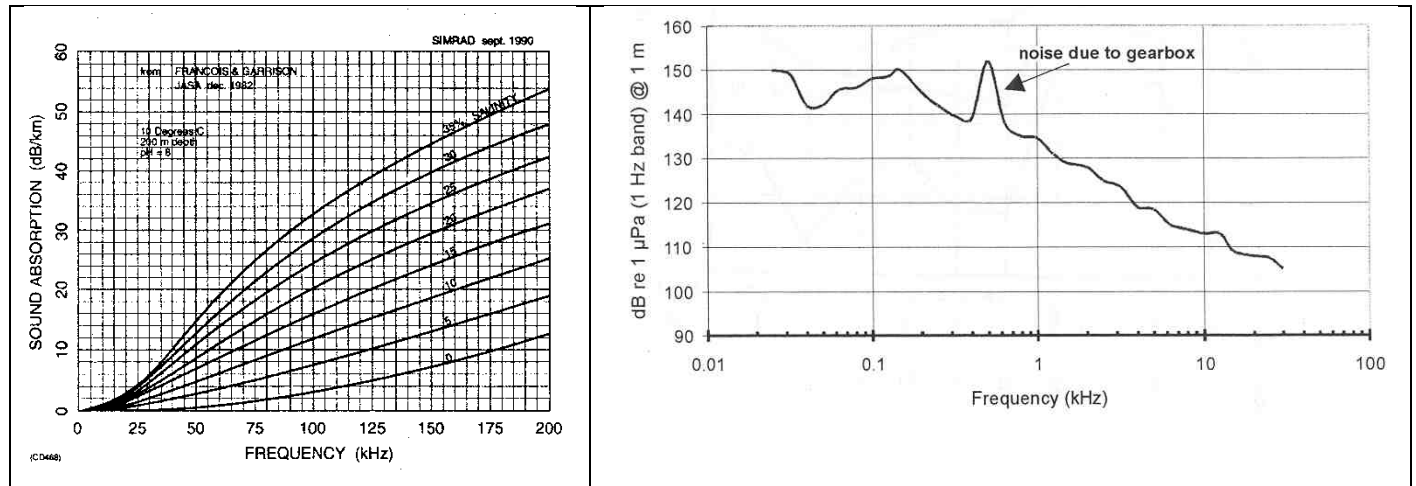 SIMRAD sept. 1990
60
from FRANCOIS & GARRISON
JASA dec. 1982
50
10 Degrees C
200 m depth
pH = 8
40
30
20
10
0
SOUND ABSORPTION (dB/km)
35% SALINITY
30
25
20
15
10
5
0
0 25 50 75 100 125 150 175 200
FREQUENCY (kHz)
(CD468)
160
150
140
130
120
110
100
90
dB re 1 µPa (1 Hz band) @ 1 m
noise due to gearbox
0.01 0.1 1 10 100
Frequency (kHz)